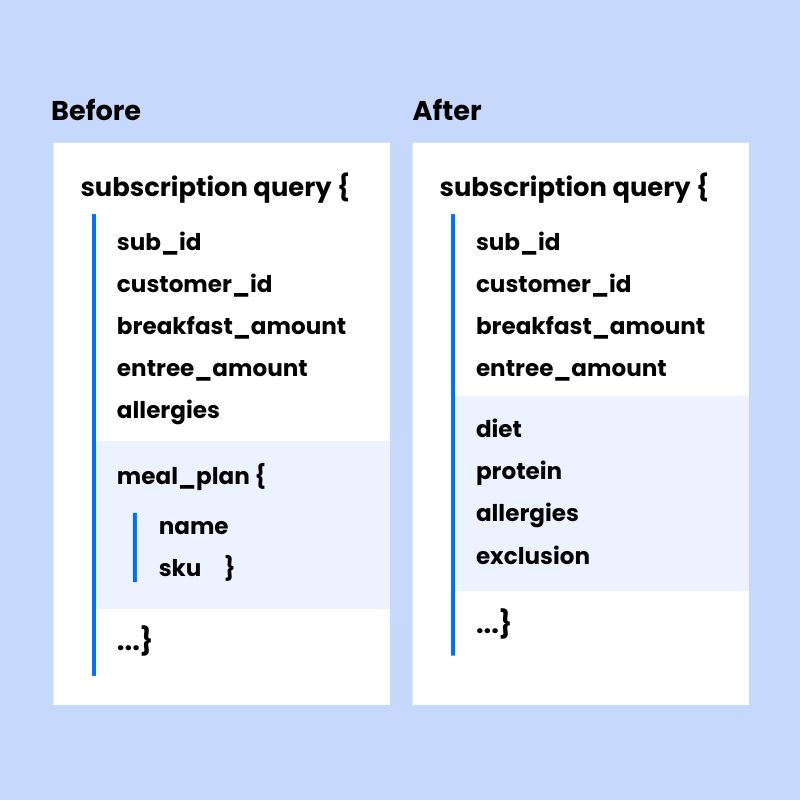 Before
subscription query {
sub_id
customer_id
breakfast_amount
entree_amount
allergies
meal_plan {
name
sku }
...}
After
subscription query {
sub_id
customer_id
breakfast_amount
entree_amount
diet
protein
allergies
exclusion
...}